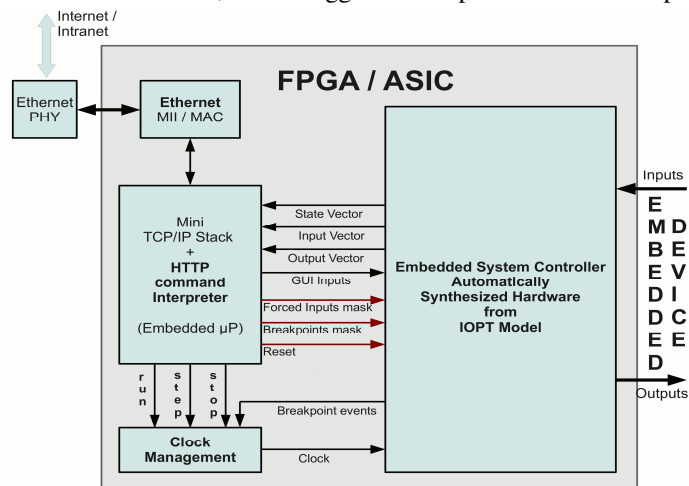 Internet /
Intranet
FPGA / ASIC
Ethernet
PHY
Ethernet
MII / MAC
Mini
TCP/IP Stack
+
HTTP
command
Interpreter
(Embedded µP)
State Vector
Input Vector
Output Vector
GUI Inputs
Forced Inputs mask
Breakpoints mask
Reset
Embedded System Controller
Automatically
Synthesized Hardware
from
IOPT Model
Inputs
EMBEDDED
DEVICE
Outputs
run
step
stop
Breakpoint events
Clock
Management
Clock